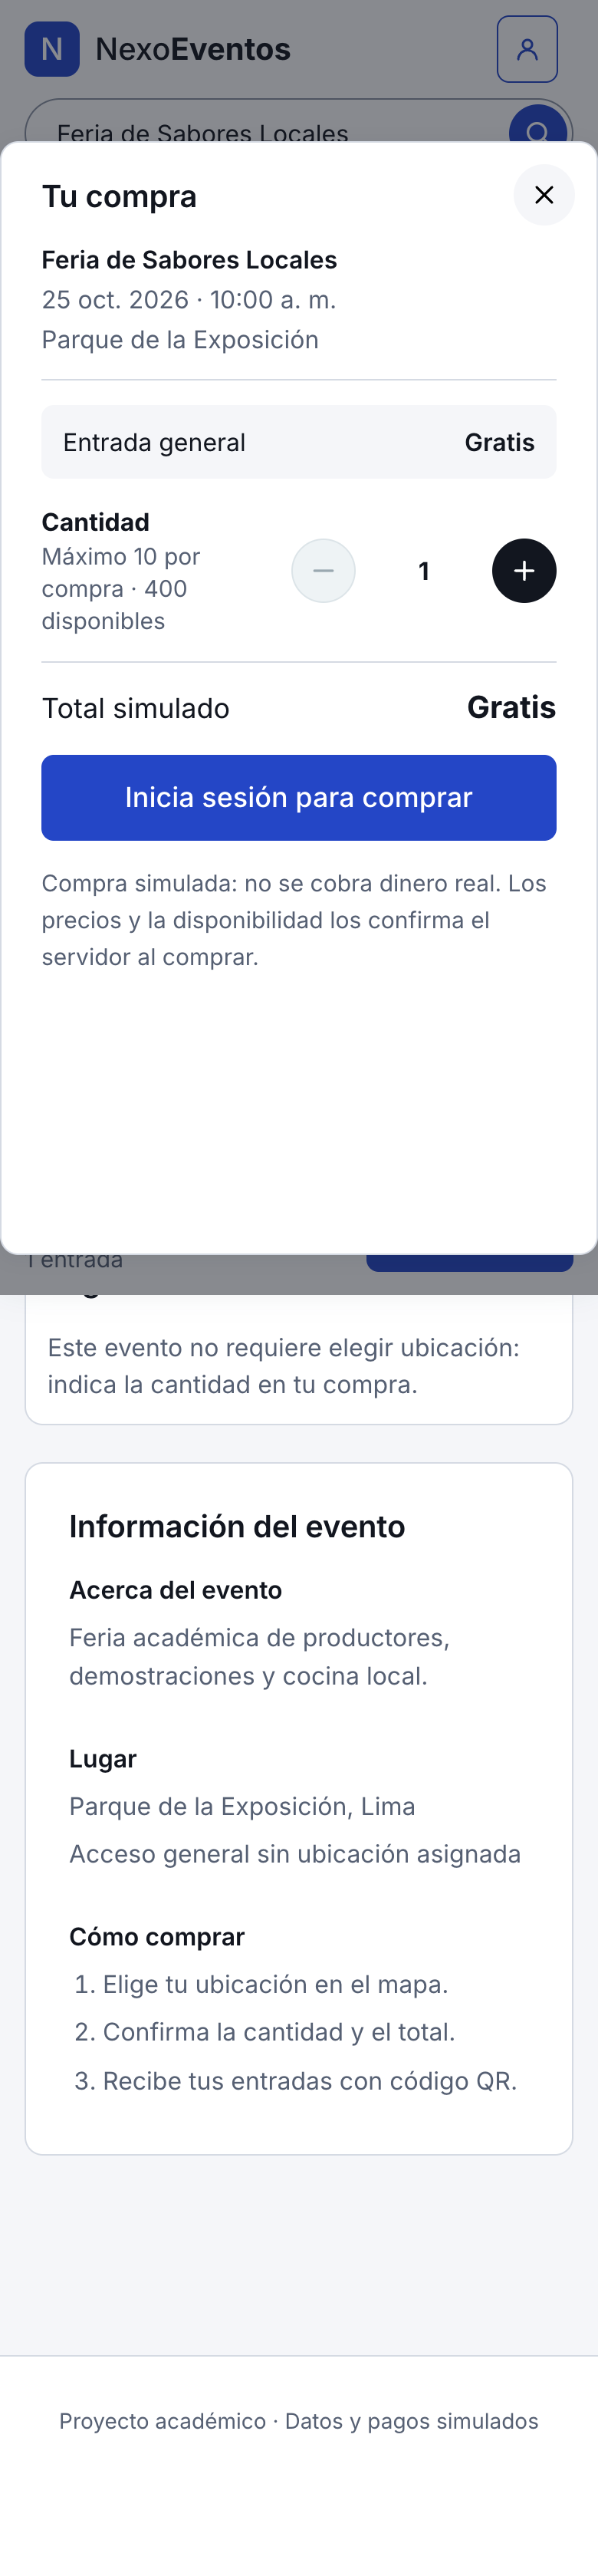 N NexoEventos
Feria de Sabores Locales
Tu compra
Feria de Sabores Locales
25 oct. 2026 · 10:00 a. m.
Parque de la Exposición
Entrada general Gratis
Cantidad
Máximo 10 por
compra · 400
disponibles
1
Total simulado Gratis
Inicia sesión para comprar
Compra simulada: no se cobra dinero real. Los
precios y la disponibilidad los confirma el
servidor al comprar.
1 entrada
Este evento no requiere elegir ubicación:
indica la cantidad en tu compra.
Información del evento
Acerca del evento
Feria académica de productores,
demostraciones y cocina local.
Lugar
Parque de la Exposición, Lima
Acceso general sin ubicación asignada
Cómo comprar
1. Elige tu ubicación en el mapa.
2. Confirma la cantidad y el total.
3. Recibe tus entradas con código QR.
Proyecto académico · Datos y pagos simulados